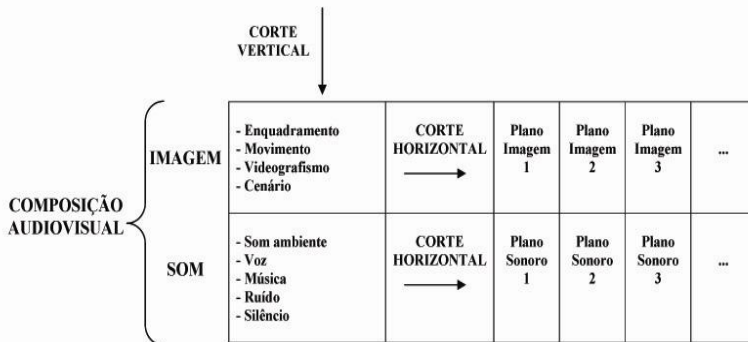 CORTE
VERTICAL
COMPOSIÇÃO
AUDIOVISUAL
IMAGEM
- Enquadramento
- Movimento
- Videografismo
- Cenário
CORTE
HORIZONTAL
Plano
Imagem
1
Plano
Imagem
2
Plano
Imagem
3
...
SOM
- Som ambiente
- Voz
- Música
- Ruído
- Silêncio
CORTE
HORIZONTAL
Plano
Sonoro
1
Plano
Sonoro
2
Plano
Sonoro
3
...